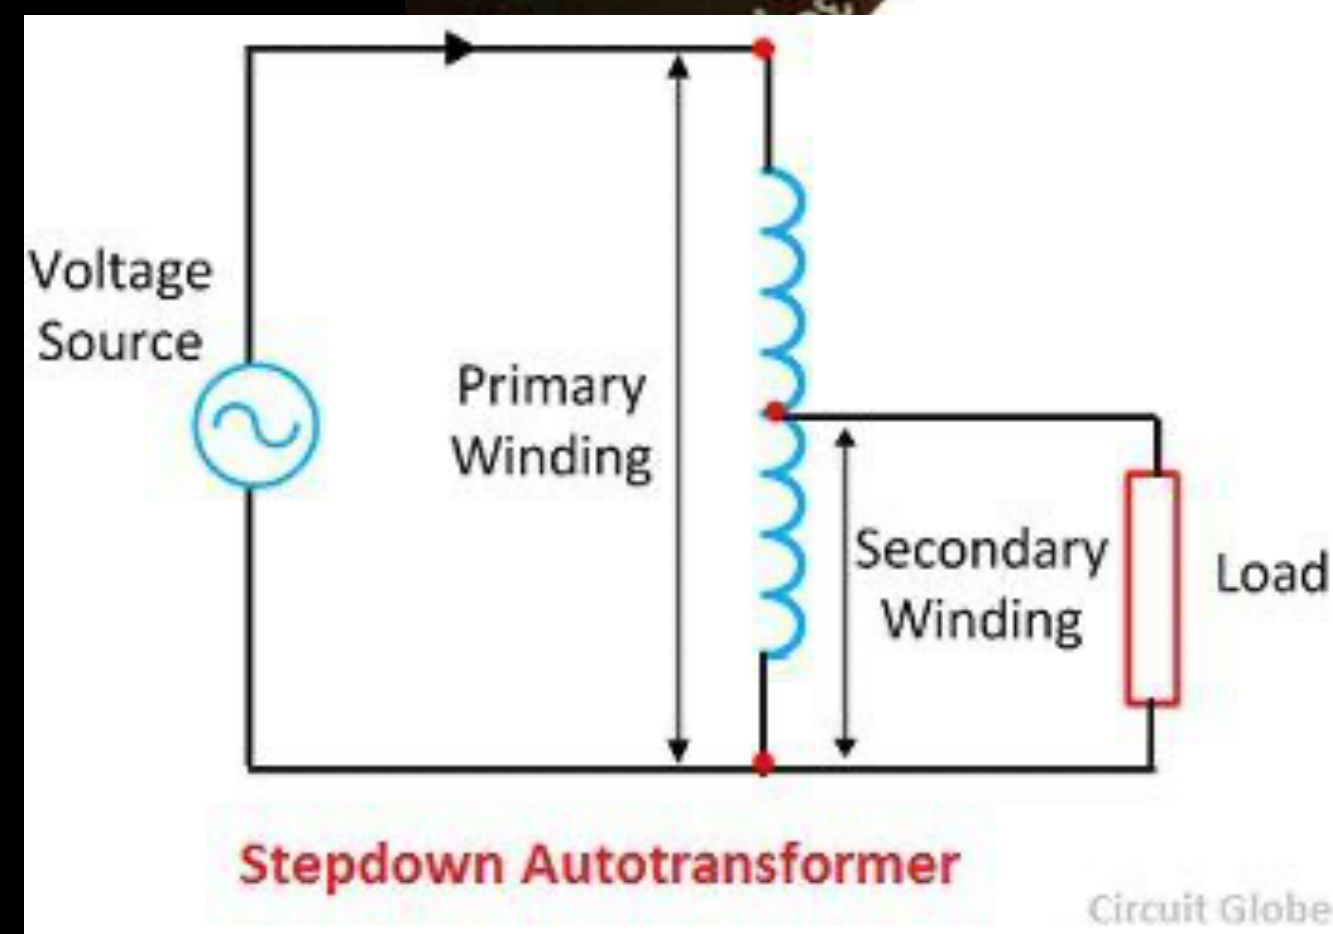 Voltage
Source
Primary
Winding
Secondary
Winding
Load
Stepdown Autotransformer
Circuit Globe